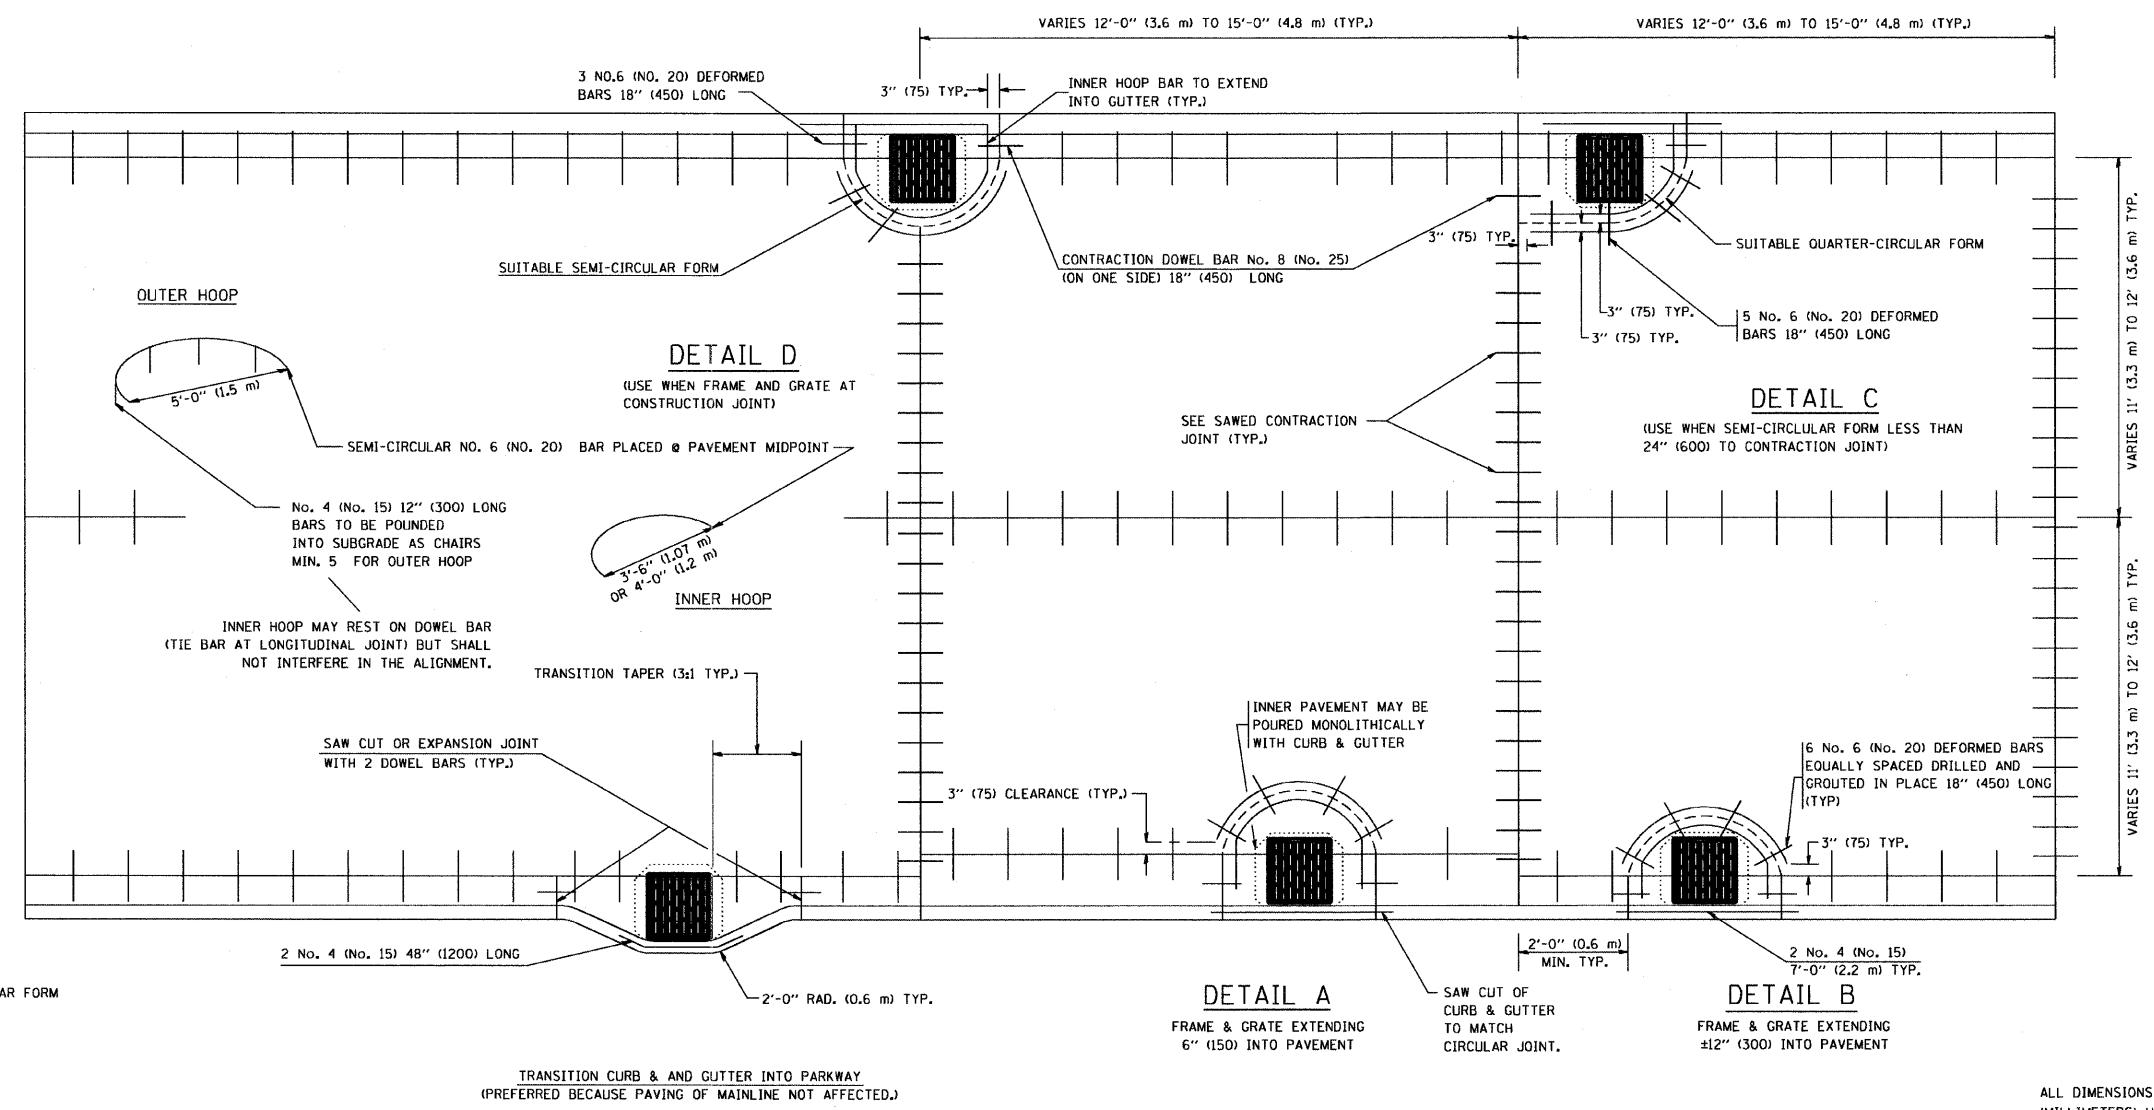 VARIES 12'-0" (3.6 m) TO 15'-0" (4.8 m) (TYP.)
VARIES 12'-0" (3.6 m) TO 15'-0" (4.8 m) (TYP.)
3 NO.6 (NO. 20) DEFORMED
BARS 18" (450) LONG
3" (75) TYP.
INNER HOOP BAR TO EXTEND
INTO GUTTER (TYP.)
SUITABLE SEMI-CIRCULAR FORM
CONTRACTION DOWEL BAR No. 8 (No. 25)
(ON ONE SIDE) 18" (450) LONG
3" (75) TYP.
SUITABLE QUARTER-CIRCULAR FORM
3" (75) TYP.
3" (75) TYP.
5 No. 6 (No. 20) DEFORMED
BARS 18" (450) LONG
VARIES 11' (3.3 m) TO 12' (3.6 m) TYP.
OUTER HOOP
5'-0" (1.5 m)
DETAIL D
(USE WHEN FRAME AND GRATE AT
CONSTRUCTION JOINT)
SEMI-CIRCULAR NO. 6 (NO. 20) BAR PLACED @ PAVEMENT MIDPOINT
SEE SAWED CONTRACTION
JOINT (TYP.)
DETAIL C
(USE WHEN SEMI-CIRCLULAR FORM LESS THAN
24" (600) TO CONTRACTION JOINT)
No. 4 (No. 15) 12" (300) LONG
BARS TO BE POUNDED
INTO SUBGRADE AS CHAIRS
MIN. 5 FOR OUTER HOOP
3'-6" (1.07 m)
OR 4'-0" (1.2 m)
INNER HOOP
INNER HOOP MAY REST ON DOWEL BAR
(TIE BAR AT LONGITUDINAL JOINT) BUT SHALL
NOT INTERFERE IN THE ALIGNMENT.
TRANSITION TAPER (3:1 TYP.)
SAW CUT OR EXPANSION JOINT
WITH 2 DOWEL BARS (TYP.)
INNER PAVEMENT MAY BE
POURED MONOLITHICALLY
WITH CURB & GUTTER
3" (75) CLEARANCE (TYP.)
6 No. 6 (No. 20) DEFORMED BARS
EQUALLY SPACED DRILLED AND
GROUTED IN PLACE 18" (450) LONG
(TYP)
3" (75) TYP.
VARIES 11' (3.3 m) TO 12' (3.6 m) TYP.
2 No. 4 (No. 15) 48" (1200) LONG
2'-0" RAD. (0.6 m) TYP.
2'-0" (0.6 m)
MIN. TYP.
2 No. 4 (No. 15)
7'-0" (2.2 m) TYP.
AR FORM
DETAIL A
FRAME & GRATE EXTENDING
6" (150) INTO PAVEMENT
SAW CUT OF
CURB & GUTTER
TO MATCH
CIRCULAR JOINT.
DETAIL B
FRAME & GRATE EXTENDING
±12" (300) INTO PAVEMENT
TRANSITION CURB & AND GUTTER INTO PARKWAY
(PREFERRED BECAUSE PAVING OF MAINLINE NOT AFFECTED.)
ALL DIMENSIONS